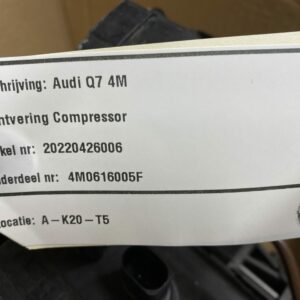 hrijving: Audi Q7 4M
ntvering Compressor
kel nr: 20220426006
nderdeel nr: 4M0616005F
ocatie: A-K20-T5